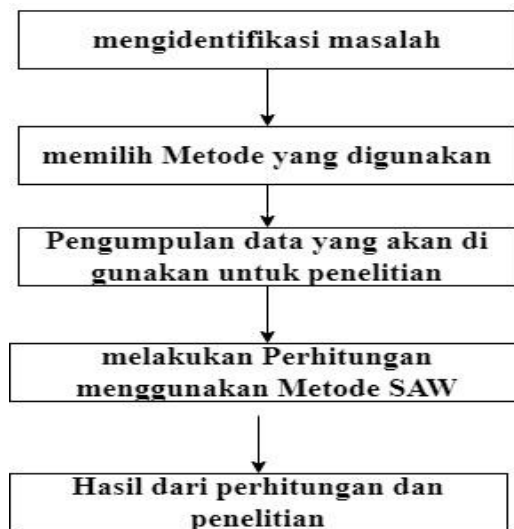 mengidentifikasi masalah
memilih Metode yang digunakan
Pengumpulan data yang akan di
gunakan untuk penelitian
melakukan Perhitungan
menggunakan Metode SAW
Hasil dari perhitungan dan
penelitian